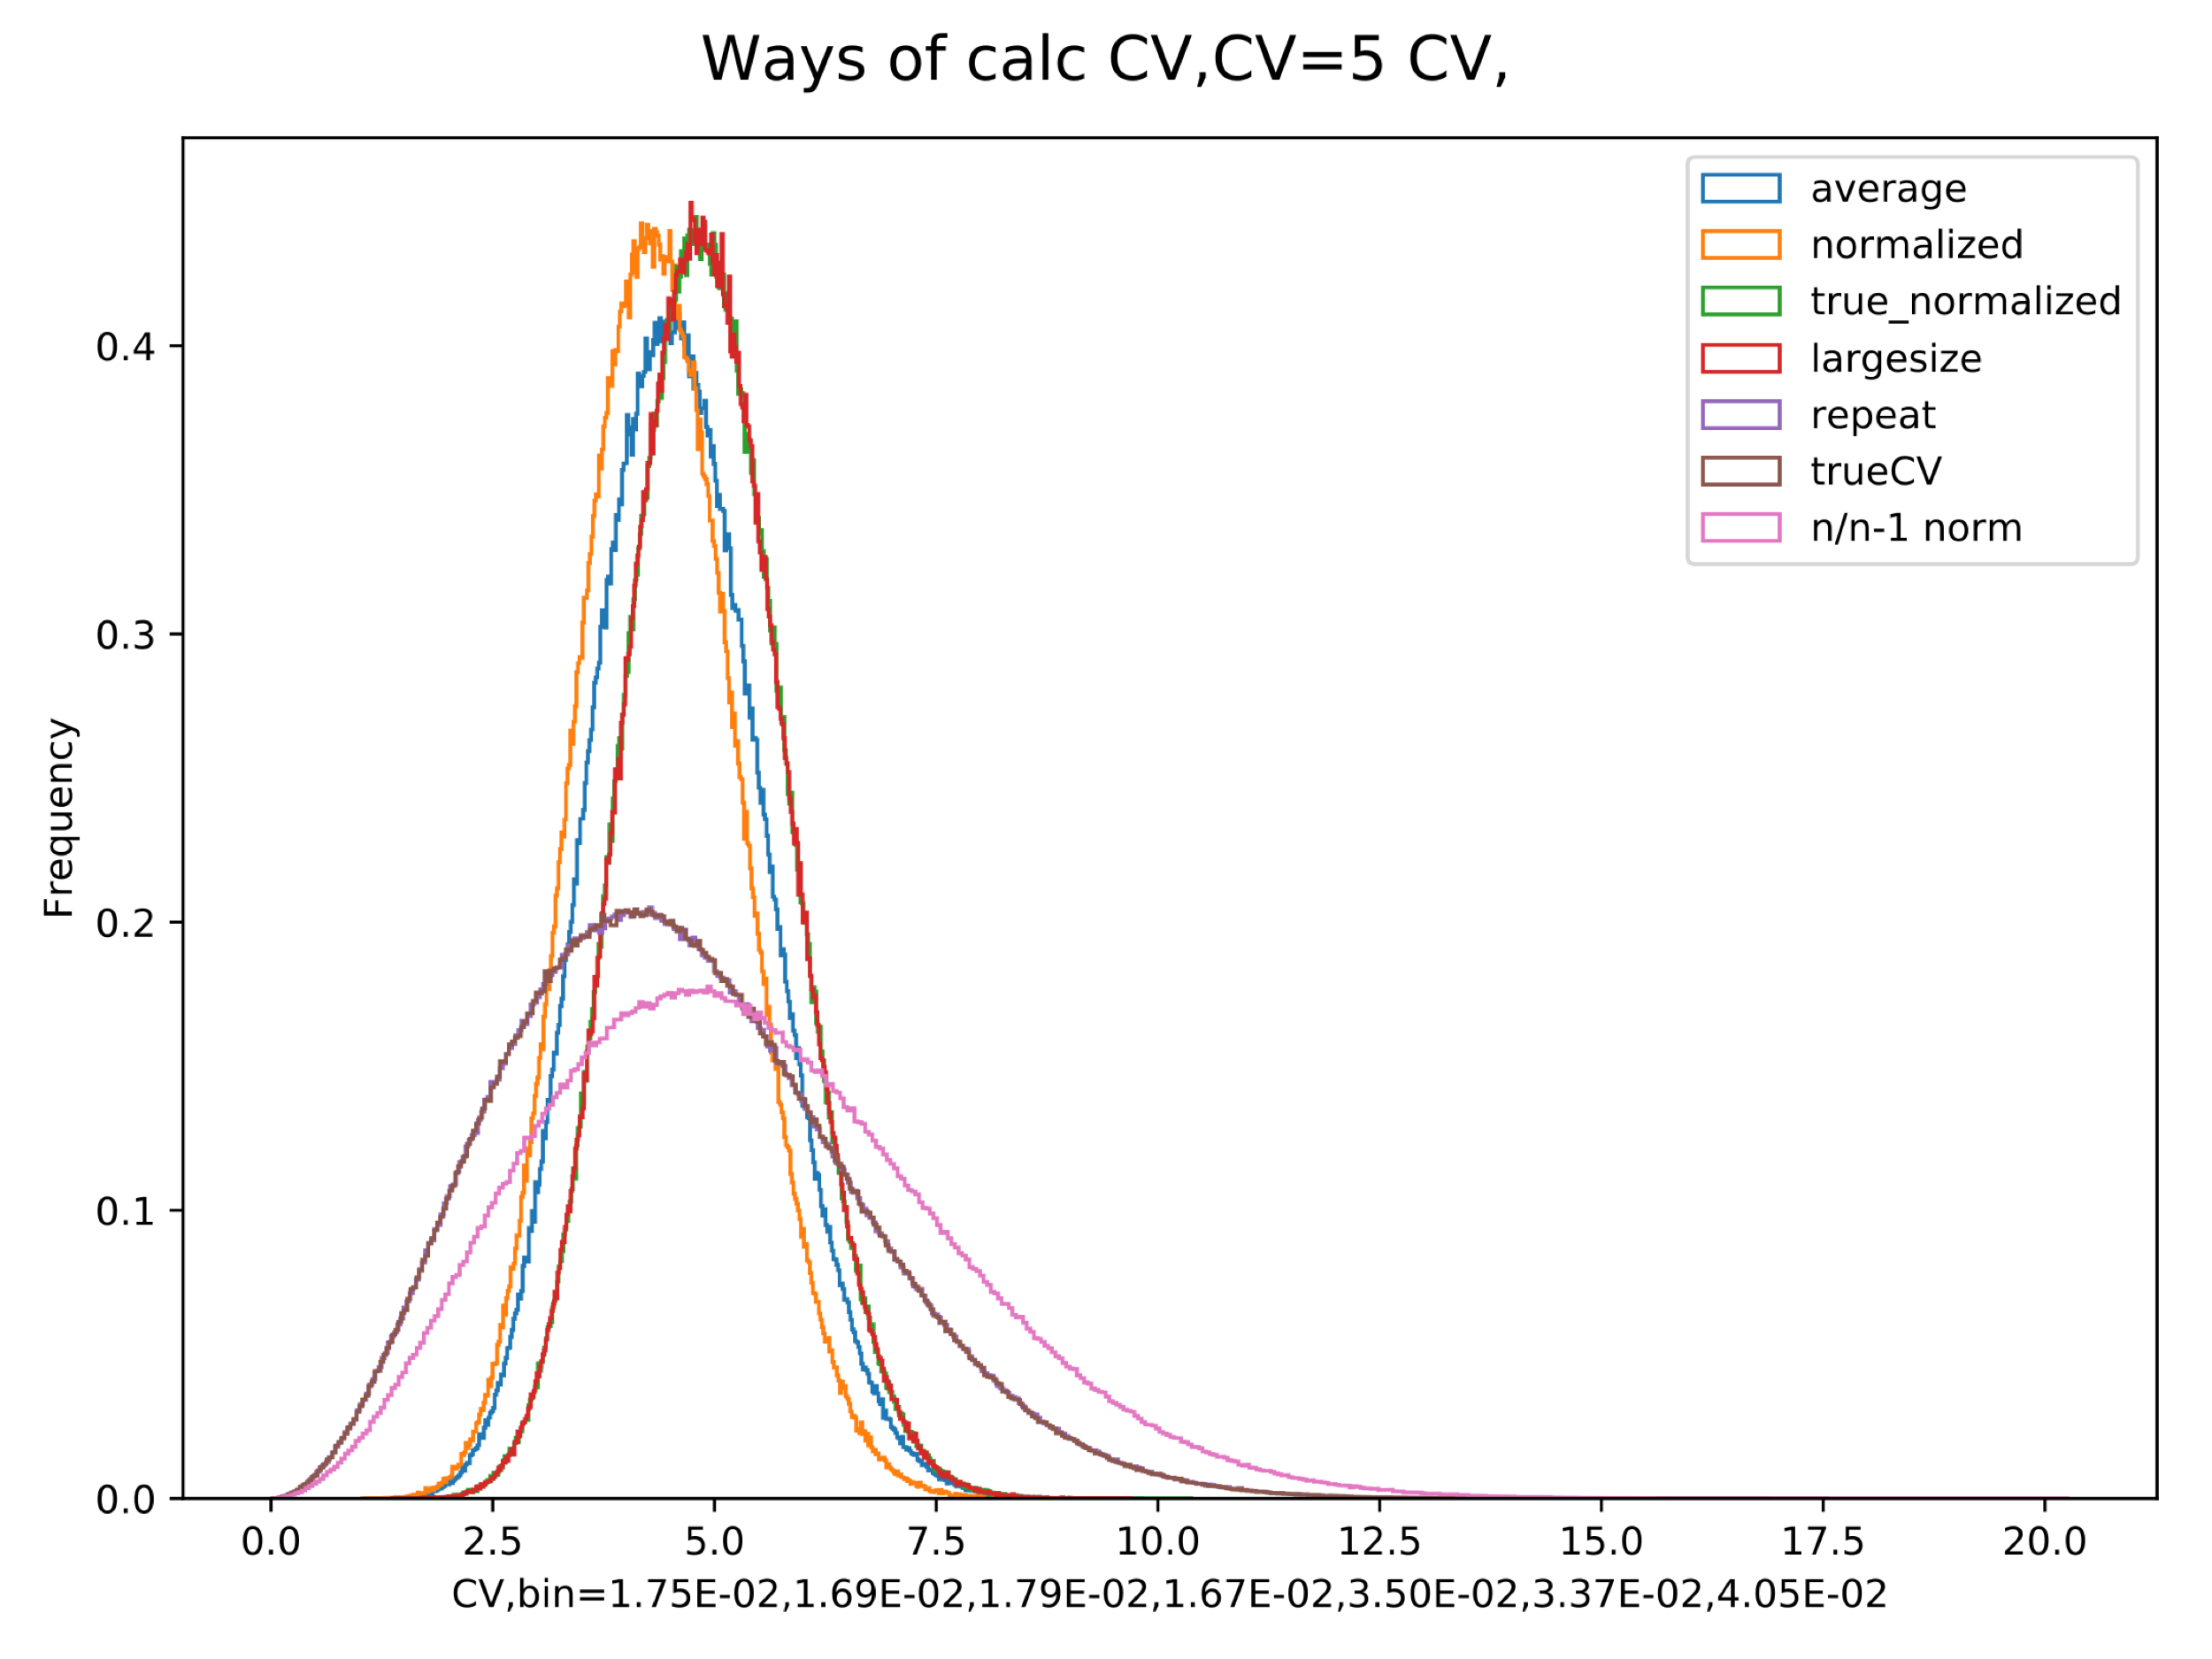 Ways of calc CV,CV=5 CV,
average
normalized
true_normalized
largesize
repeat
trueCV
n/n-1 norm
Frequency
0.4
0.3
0.2
0.1
0.0
0.0 2.5 5.0 7.5 10.0 12.5 15.0 17.5 20.0
CV,bin=1.75E-02,1.69E-02,1.79E-02,1.67E-02,3.50E-02,3.37E-02,4.05E-02